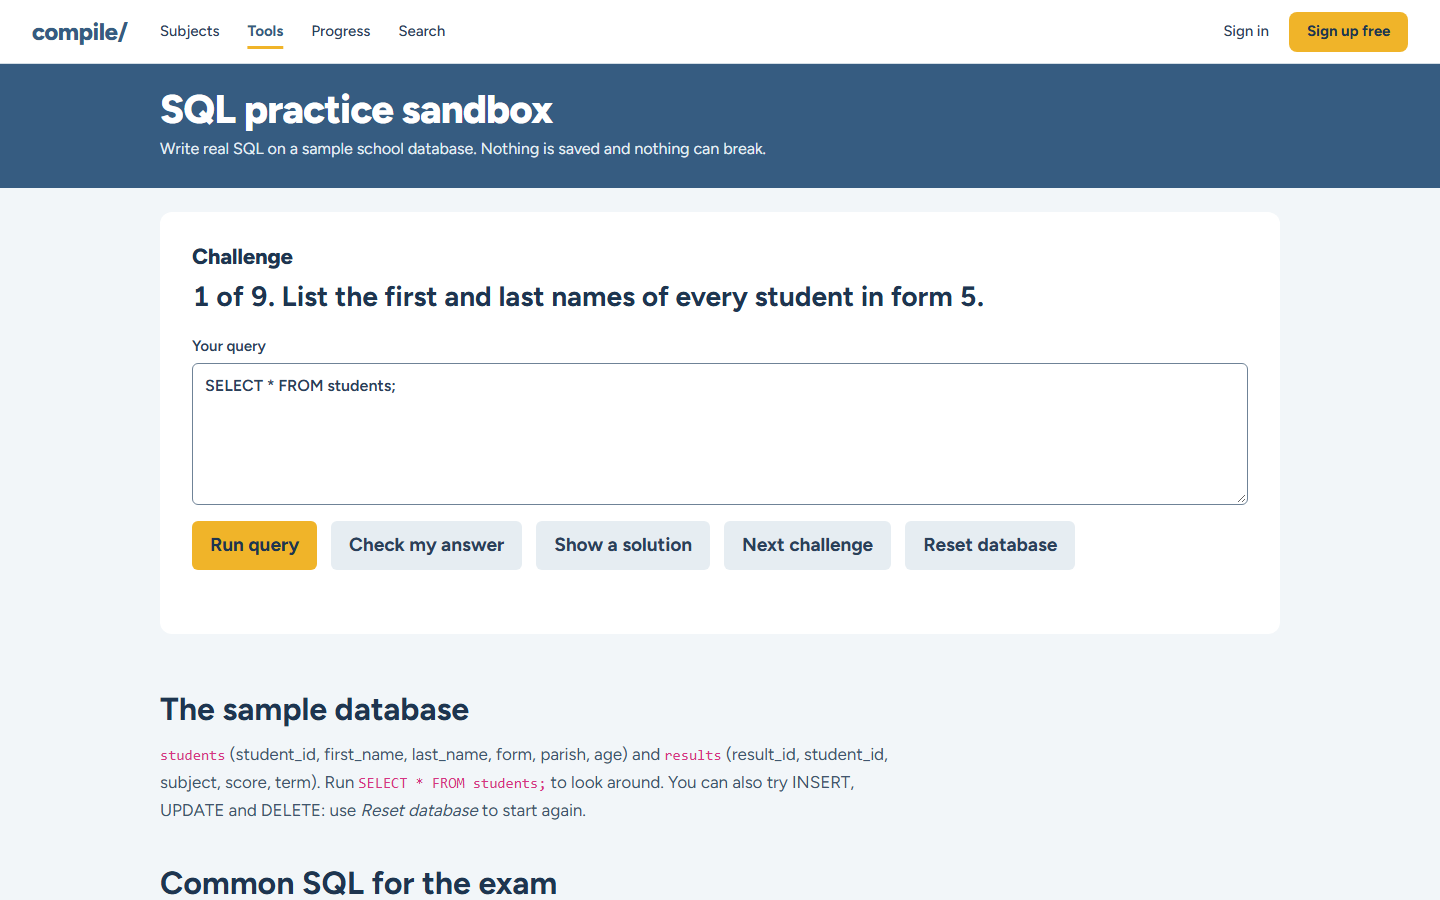 compile/
Subjects
Tools
Progress
Search
Sign in
Sign up free
SQL practice sandbox
Write real SQL on a sample school database. Nothing is saved and nothing can break.
Challenge
1 of 9. List the first and last names of every student in form 5.
Your query
SELECT * FROM students;
Run query
Check my answer
Show a solution
Next challenge
Reset database
The sample database
students (student_id, first_name, last_name, form, parish, age) and results (result_id, student_id,
subject, score, term). Run SELECT * FROM students; to look around. You can also try INSERT,
UPDATE and DELETE: use Reset database to start again.
Common SQL for the exam